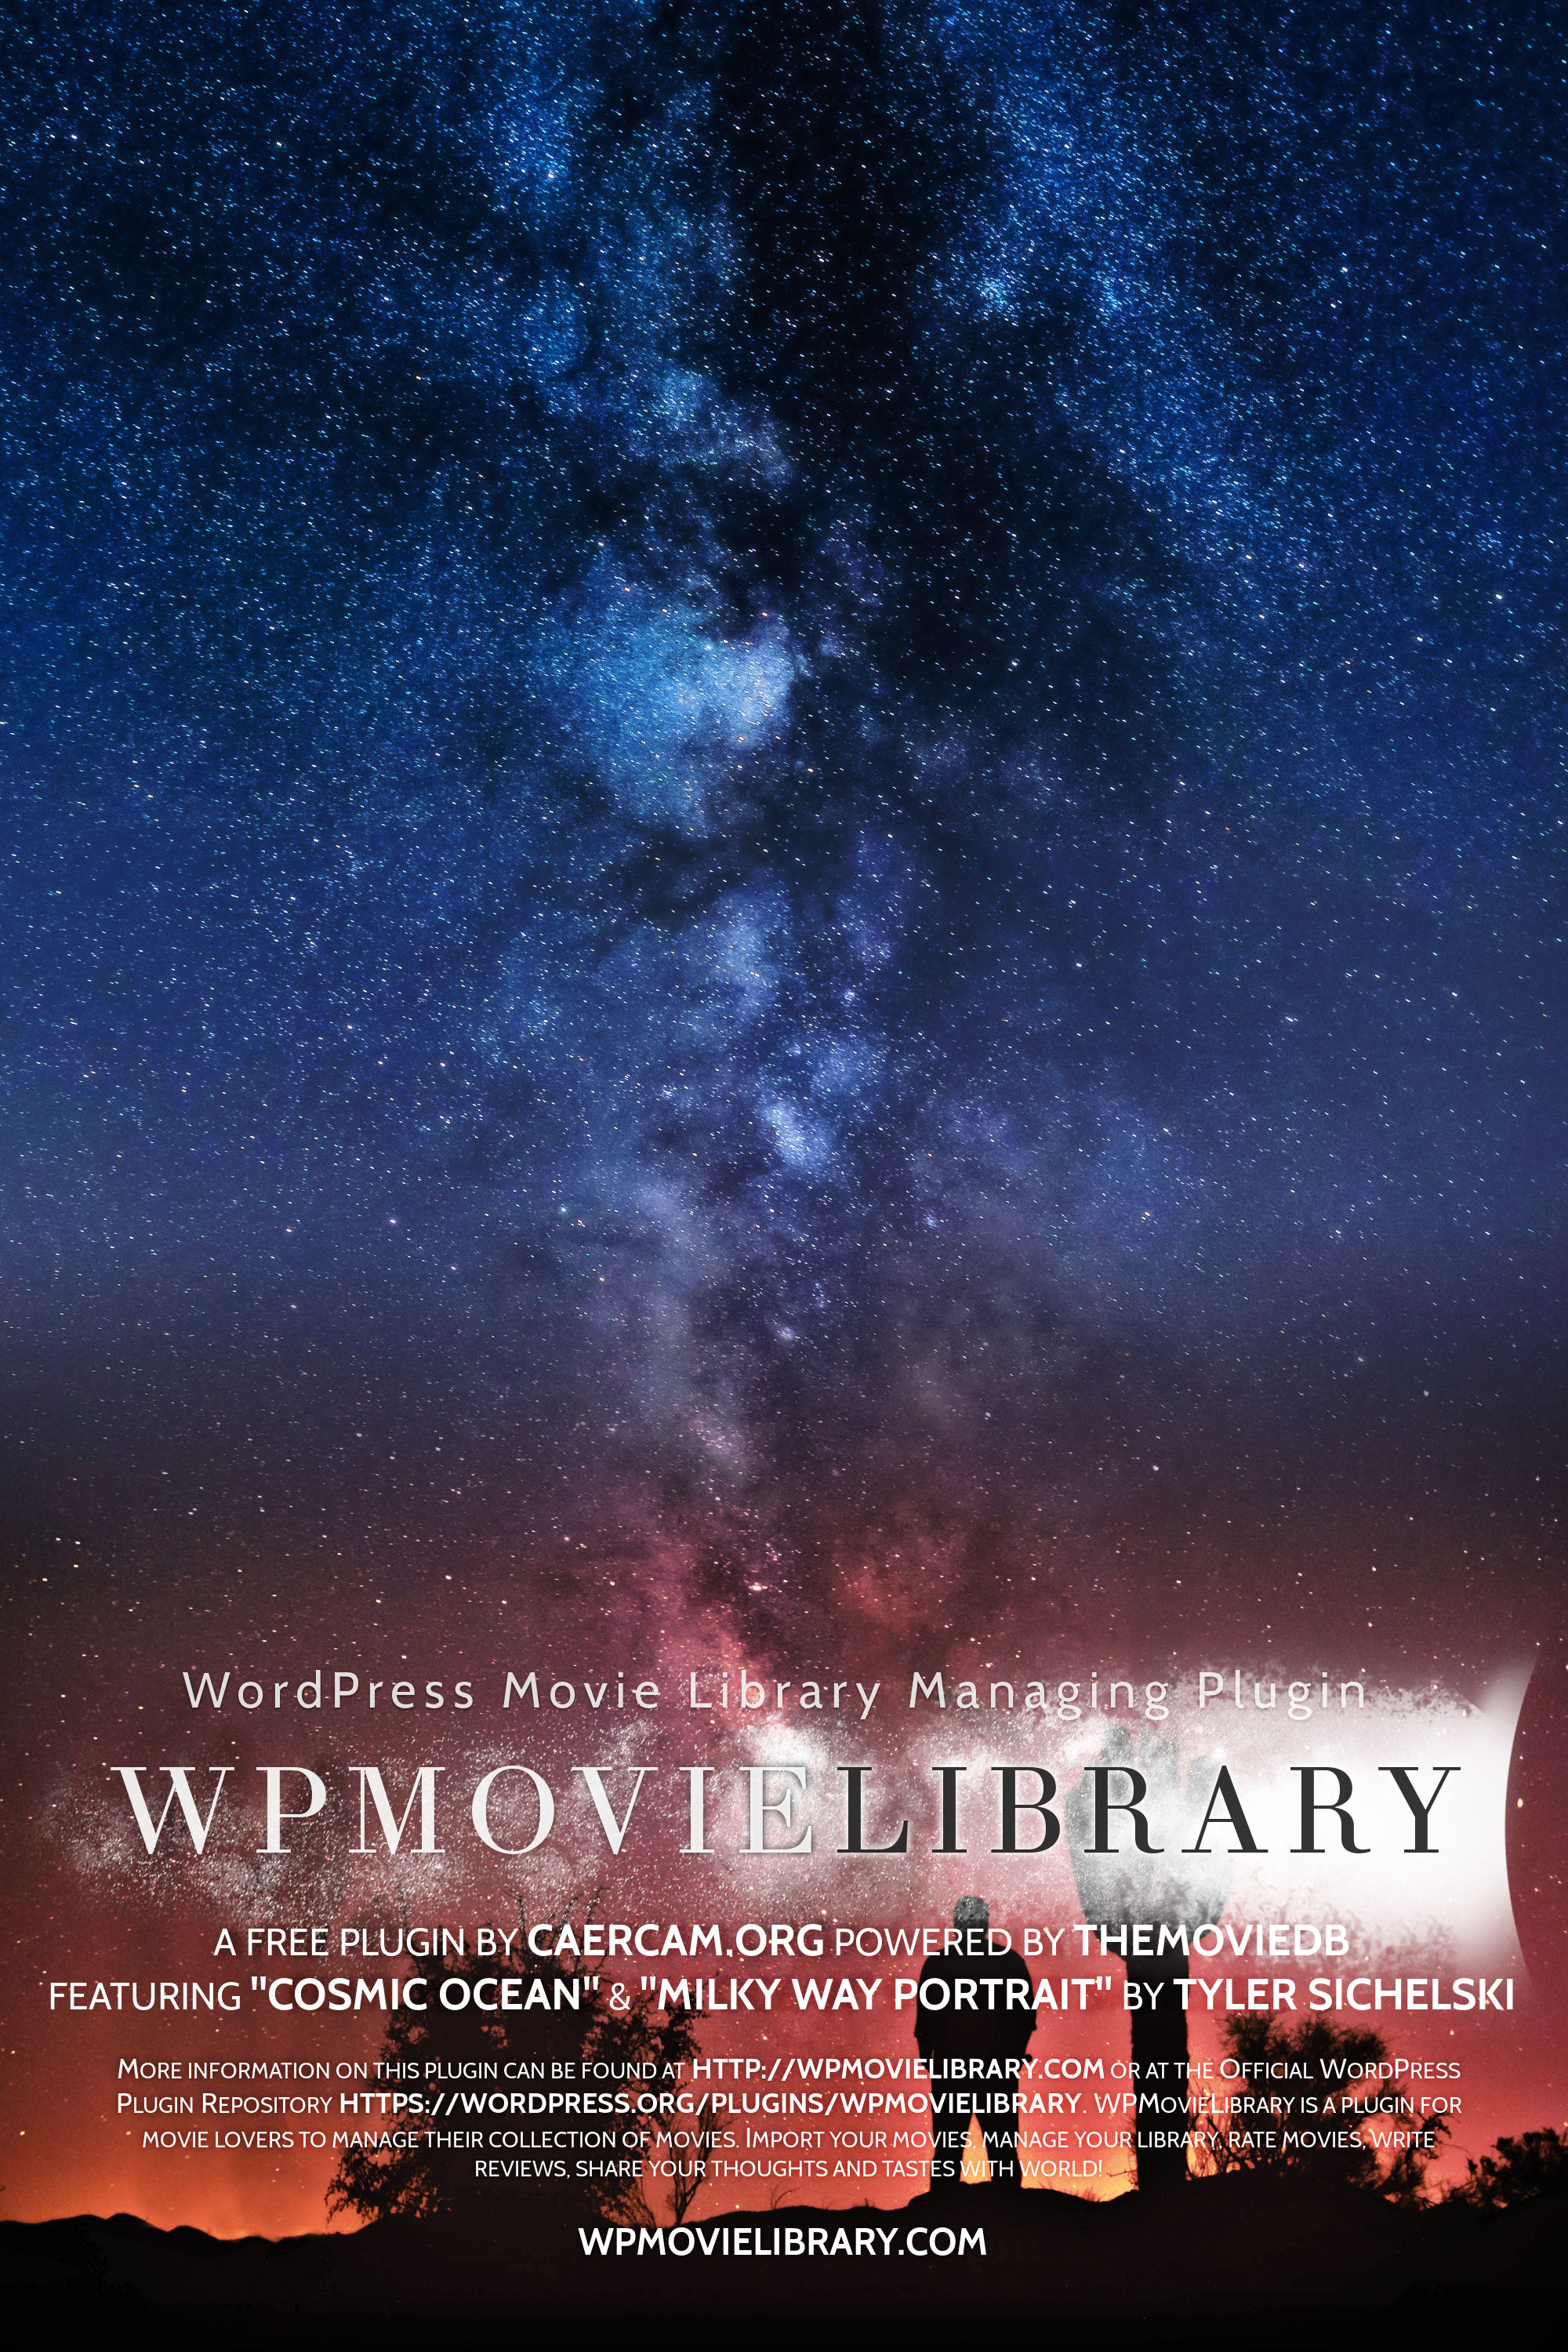 WordPress Movie Library Managing Plugin
WPMOVIELIBRARY
A FREE PLUGIN BY CAERCAM.ORG POWERED BY THEMOVIEDB
FEATURING "COSMIC OCEAN" & "MILKY WAY PORTRAIT" BY TYLER SICHELSKI
MORE INFORMATION ON THIS PLUGIN CAN BE FOUND AT HTTP://WPMOVIELIBRARY.COM OR AT THE OFFICIAL WORDPRESS
PLUGIN REPOSITORY HTTPS://WORDPRESS.ORG/PLUGINS/WPMOVIELIBRARY. WPMOVIELIBRARY IS A PLUGIN FOR
MOVIE LOVERS TO MANAGE THEIR COLLECTION OF MOVIES. IMPORT YOUR MOVIES, MANAGE YOUR LIBRARY, RATE MOVIES, WRITE
REVIEWS, SHARE YOUR THOUGHTS AND TASTES WITH WORLD!
WPMOVIELIBRARY.COM